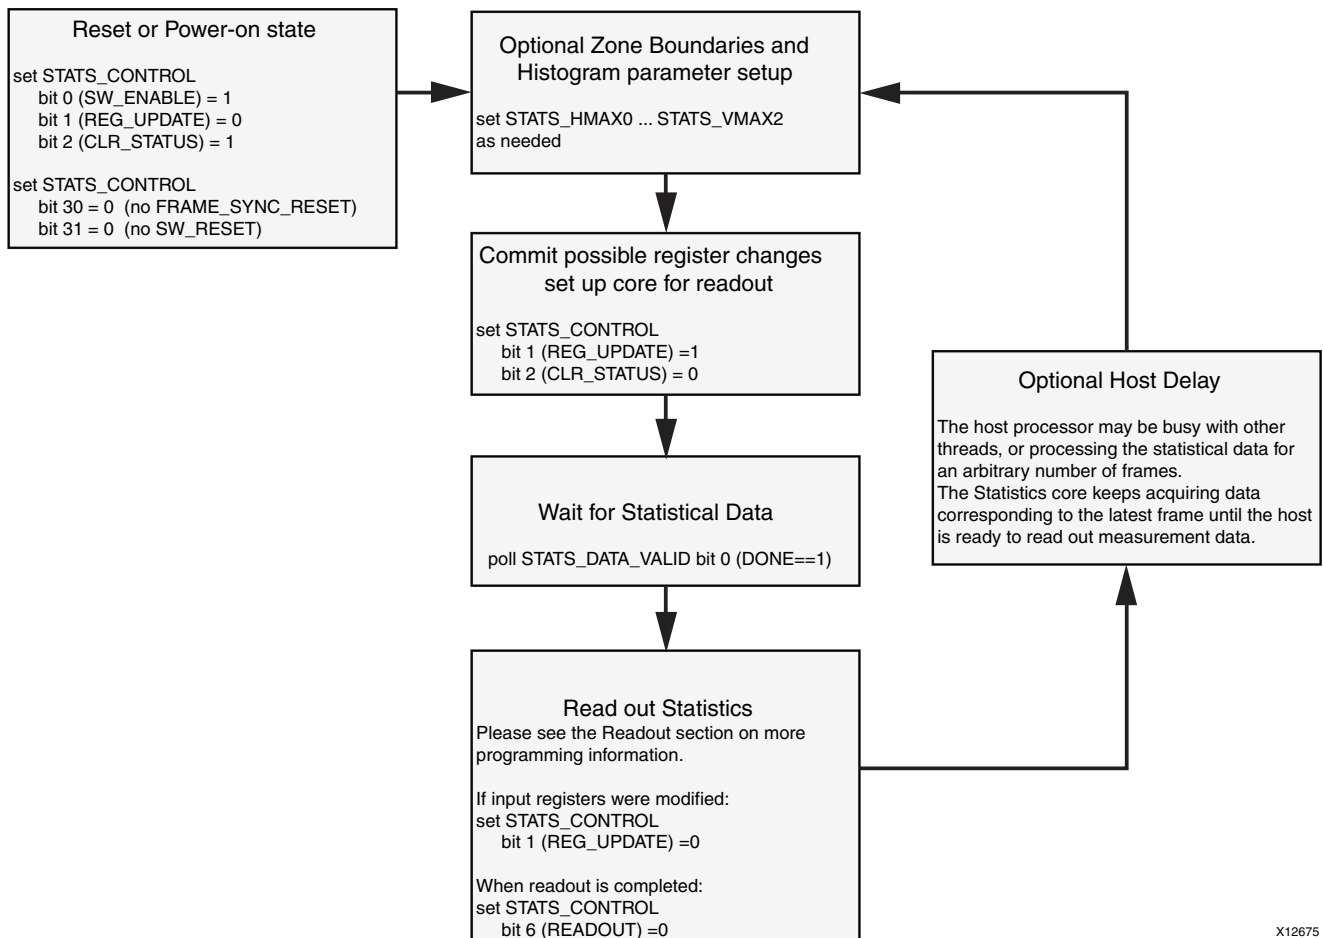 Reset or Power-on state
set STATS_CONTROL
bit 0 (SW_ENABLE) = 1
bit 1 (REG_UPDATE) = 0
bit 2 (CLR_STATUS) = 1
set STATS_CONTROL
bit 30 = 0 (no FRAME_SYNC_RESET)
bit 31 = 0 (no SW_RESET)
Optional Zone Boundaries and
Histogram parameter setup
set STATS_HMAX0 ... STATS_VMAX2
as needed
Commit possible register changes
set up core for readout
set STATS_CONTROL
bit 1 (REG_UPDATE) =1
bit 2 (CLR_STATUS) = 0
Wait for Statistical Data
poll STATS_DATA_VALID bit 0 (DONE==1)
Read out Statistics
Please see the Readout section on more
programming information.
If input registers were modified:
set STATS_CONTROL
bit 1 (REG_UPDATE) =0
When readout is completed:
set STATS_CONTROL
bit 6 (READOUT) =0
Optional Host Delay
The host processor may be busy with other
threads, or processing the statistical data for
an arbitrary number of frames.
The Statistics core keeps acquiring data
corresponding to the latest frame until the host
is ready to read out measurement data.
X12675